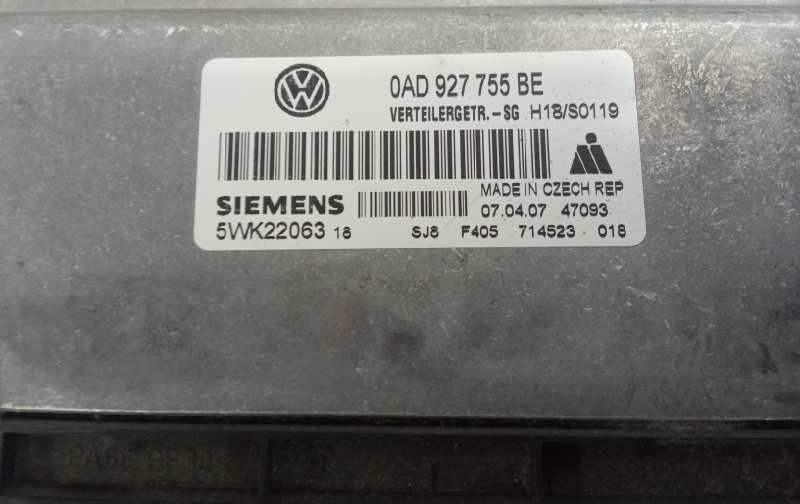 0AD 927 755 BE
VERTEILERGETR.-SG H18/S0119
MADE IN CZECH REP
SIEMENS 07.04.07 47093
5WK22063 18 SJ8 F405 714523 018